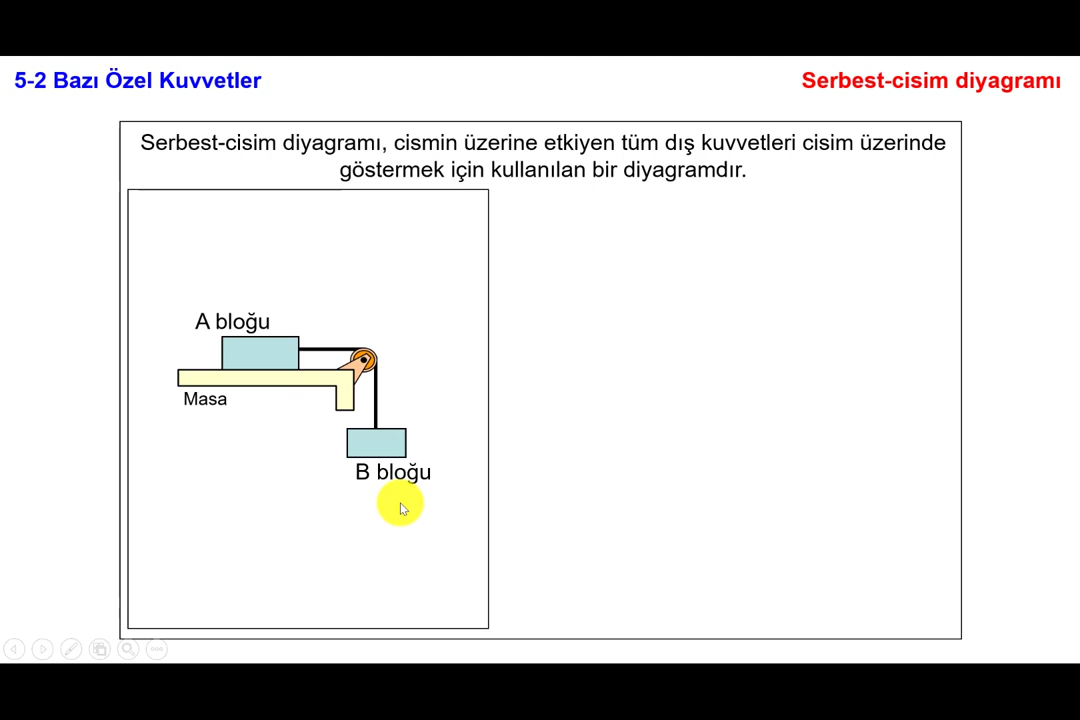 5-2 Bazı Özel Kuvvetler
Serbest-cisim diyagramı
Serbest-cisim diyagramı, cismin üzerine etkiyen tüm dış kuvvetleri cisim üzerinde
göstermek için kullanılan bir diyagramdır.
A bloğu
Masa
B bloğu